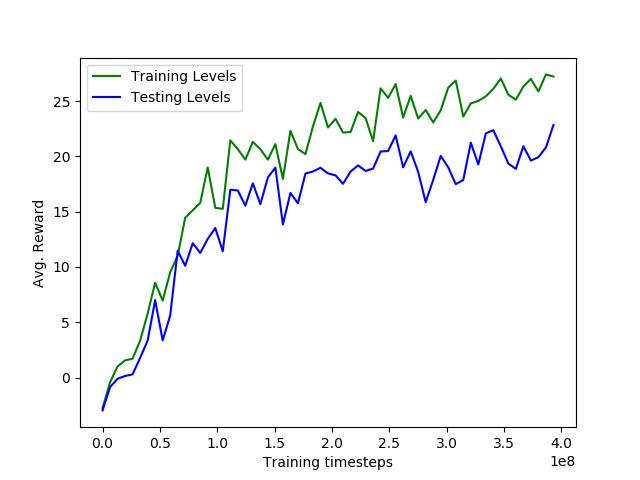 Training Levels
Testing Levels
25
20
15
10
5
0
Avg. Reward
0.0 0.5 1.0 1.5 2.0 2.5 3.0 3.5 4.0
1e8
Training timesteps